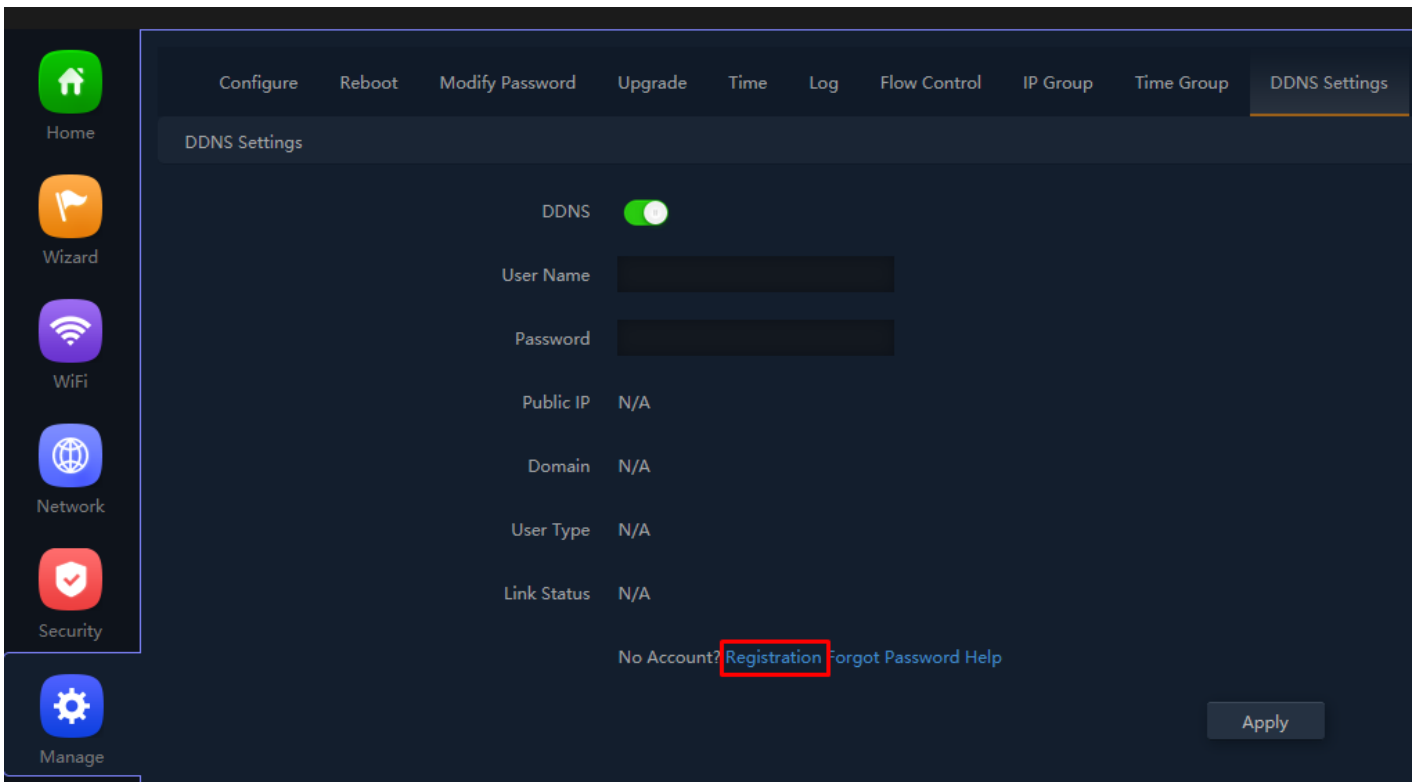 Configure Reboot Modify Password Upgrade Time Log Flow Control IP Group Time Group DDNS Settings
Home
DDNS Settings
DDNS
Wizard
User Name
Password
WiFi
Public IP N/A
Domain N/A
Network
User Type N/A
Link Status N/A
Security
No Account? Registration Forgot Password Help
Apply
Manage